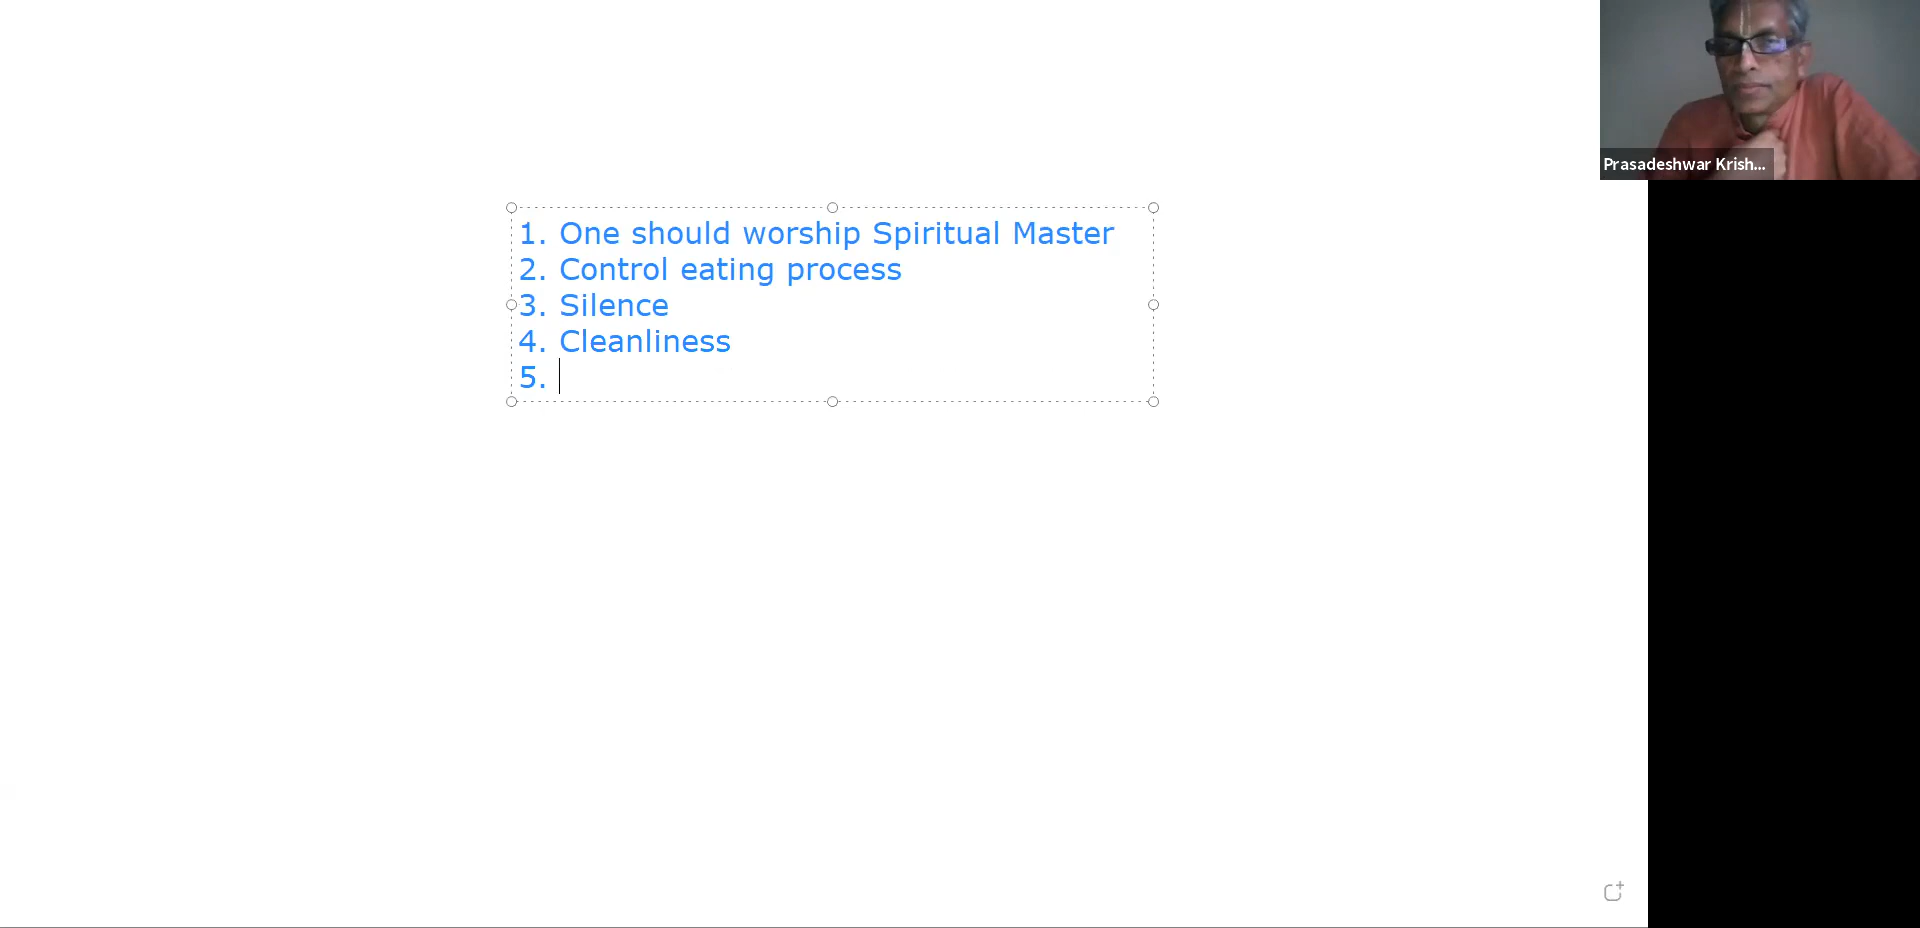 Prasadeshwar Krish...
1. One should worship Spiritual Master
2. Control eating process
3. Silence
4. Cleanliness
5.